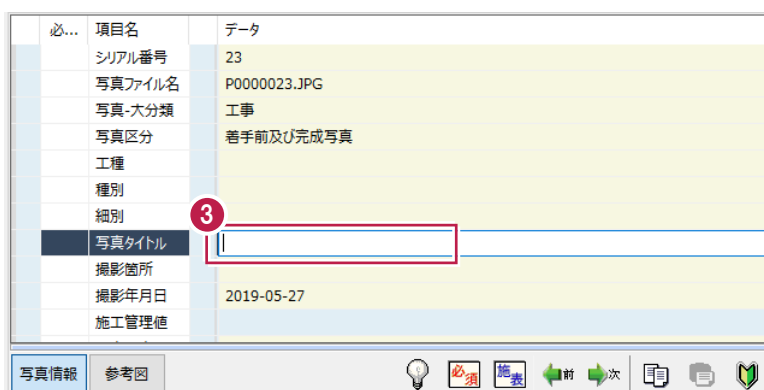 必... 項目名 データ
シリアル番号 23
写真ファイル名 P0000023.JPG
写真-大分類 工事
写真区分 着手前及び完成写真
工種
種別
細別
3
写真タイトル
撮影箇所
撮影年月日 2019-05-27
施工管理値
写真情報 参考図 必須 施表 前 次